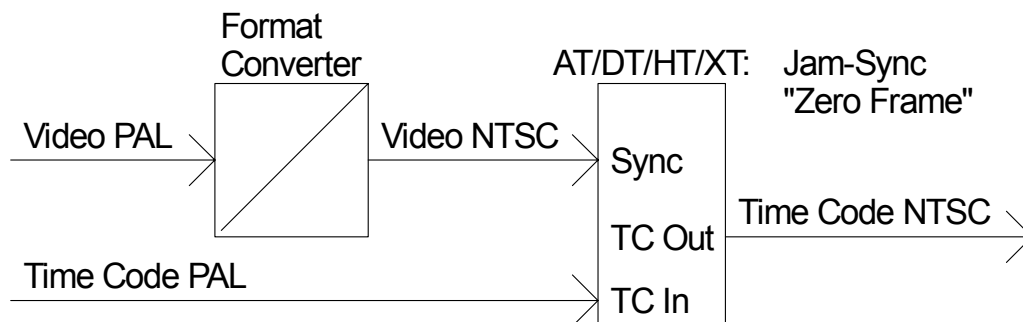 Format
Converter
AT/DT/HT/XT: Jam-Sync
"Zero Frame"
Video PAL
Video NTSC
Sync
Time Code NTSC
TC Out
Time Code PAL
TC In